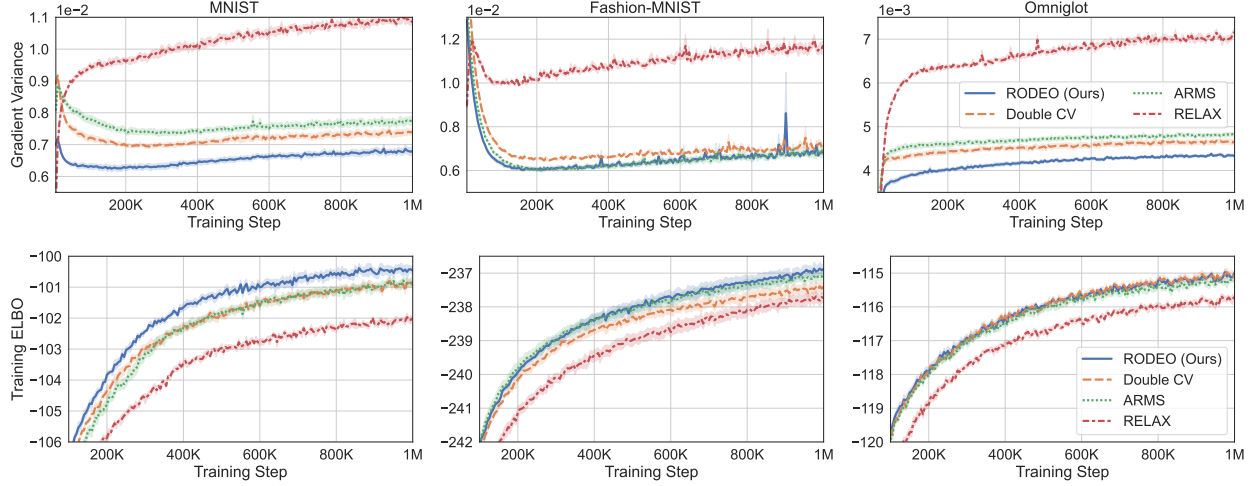 MNIST
Fashion-MNIST
Omniglot
1e−2
1e−2
1e−3
1.1
1.0
0.9
0.8
0.7
0.6
Gradient Variance
200K 400K 600K 800K 1M
Training Step
1.2
1.0
0.8
0.6
200K 400K 600K 800K 1M
Training Step
7
6
5
4
RODEO (Ours)
Double CV
ARMS
RELAX
200K 400K 600K 800K 1M
Training Step
−100
−101
−102
−103
−104
−105
−106
Training ELBO
200K 400K 600K 800K 1M
Training Step
−237
−238
−239
−240
−241
−242
200K 400K 600K 800K 1M
Training Step
−115
−116
−117
−118
−119
−120
RODEO (Ours)
Double CV
ARMS
RELAX
200K 400K 600K 800K 1M
Training Step